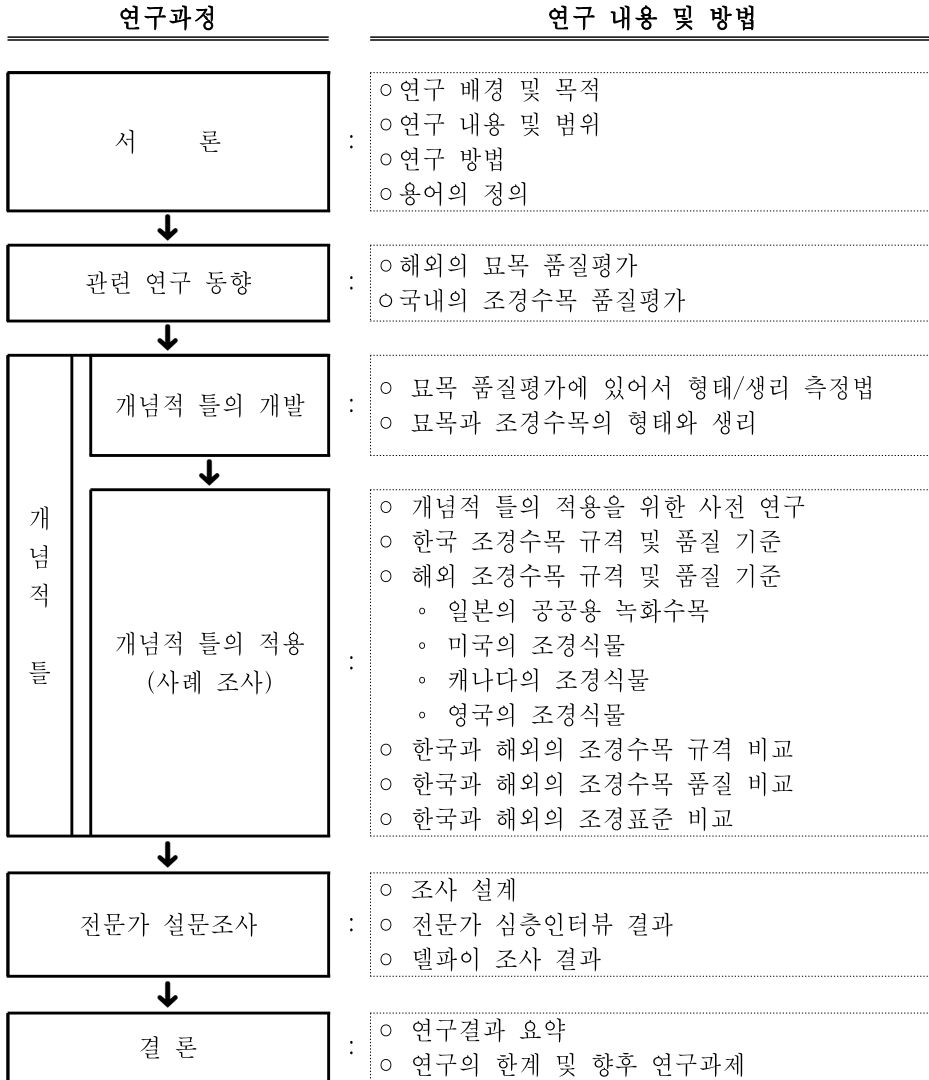 연구과정
연구 내용 및 방법
서 론
:
○연구 배경 및 목적
○연구 내용 및 범위
○연구 방법
○용어의 정의
관련 연구 동향
:
○해외의 묘목 품질평가
○국내의 조경수목 품질평가
개념적 틀
개념적 틀의 개발
:
○ 묘목 품질평가에 있어서 형태/생리 측정법
○ 묘목과 조경수목의 형태와 생리
개념적 틀의 적용
(사례 조사)
:
○ 개념적 틀의 적용을 위한 사전 연구
○ 한국 조경수목 규격 및 품질 기준
○ 해외 조경수목 규격 및 품질 기준
◦ 일본의 공공용 녹화수목
◦ 미국의 조경식물
◦ 캐나다의 조경식물
◦ 영국의 조경식물
○ 한국과 해외의 조경수목 규격 비교
○ 한국과 해외의 조경수목 품질 비교
○ 한국과 해외의 조경표준 비교
전문가 설문조사
:
○ 조사 설계
○ 전문가 심층인터뷰 결과
○ 델파이 조사 결과
결 론
:
○ 연구결과 요약
○ 연구의 한계 및 향후 연구과제